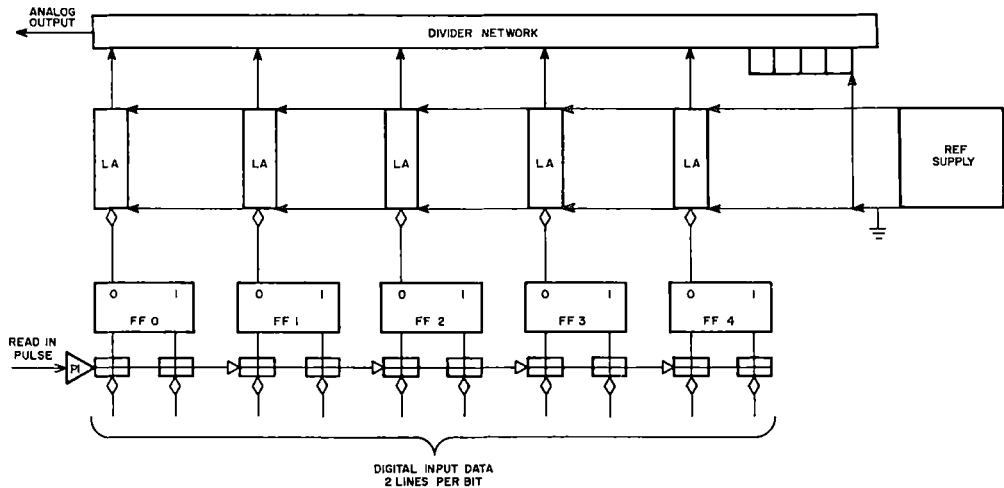 ANALOG
OUTPUT
DIVIDER NETWORK
LA LA LA LA LA
REF
SUPPLY
0 1 0 1 0 1 0 1 0 1
FF 0 FF 1 FF 2 FF 3 FF 4
READ IN
PULSE
PI
DIGITAL INPUT DATA
2 LINES PER BIT